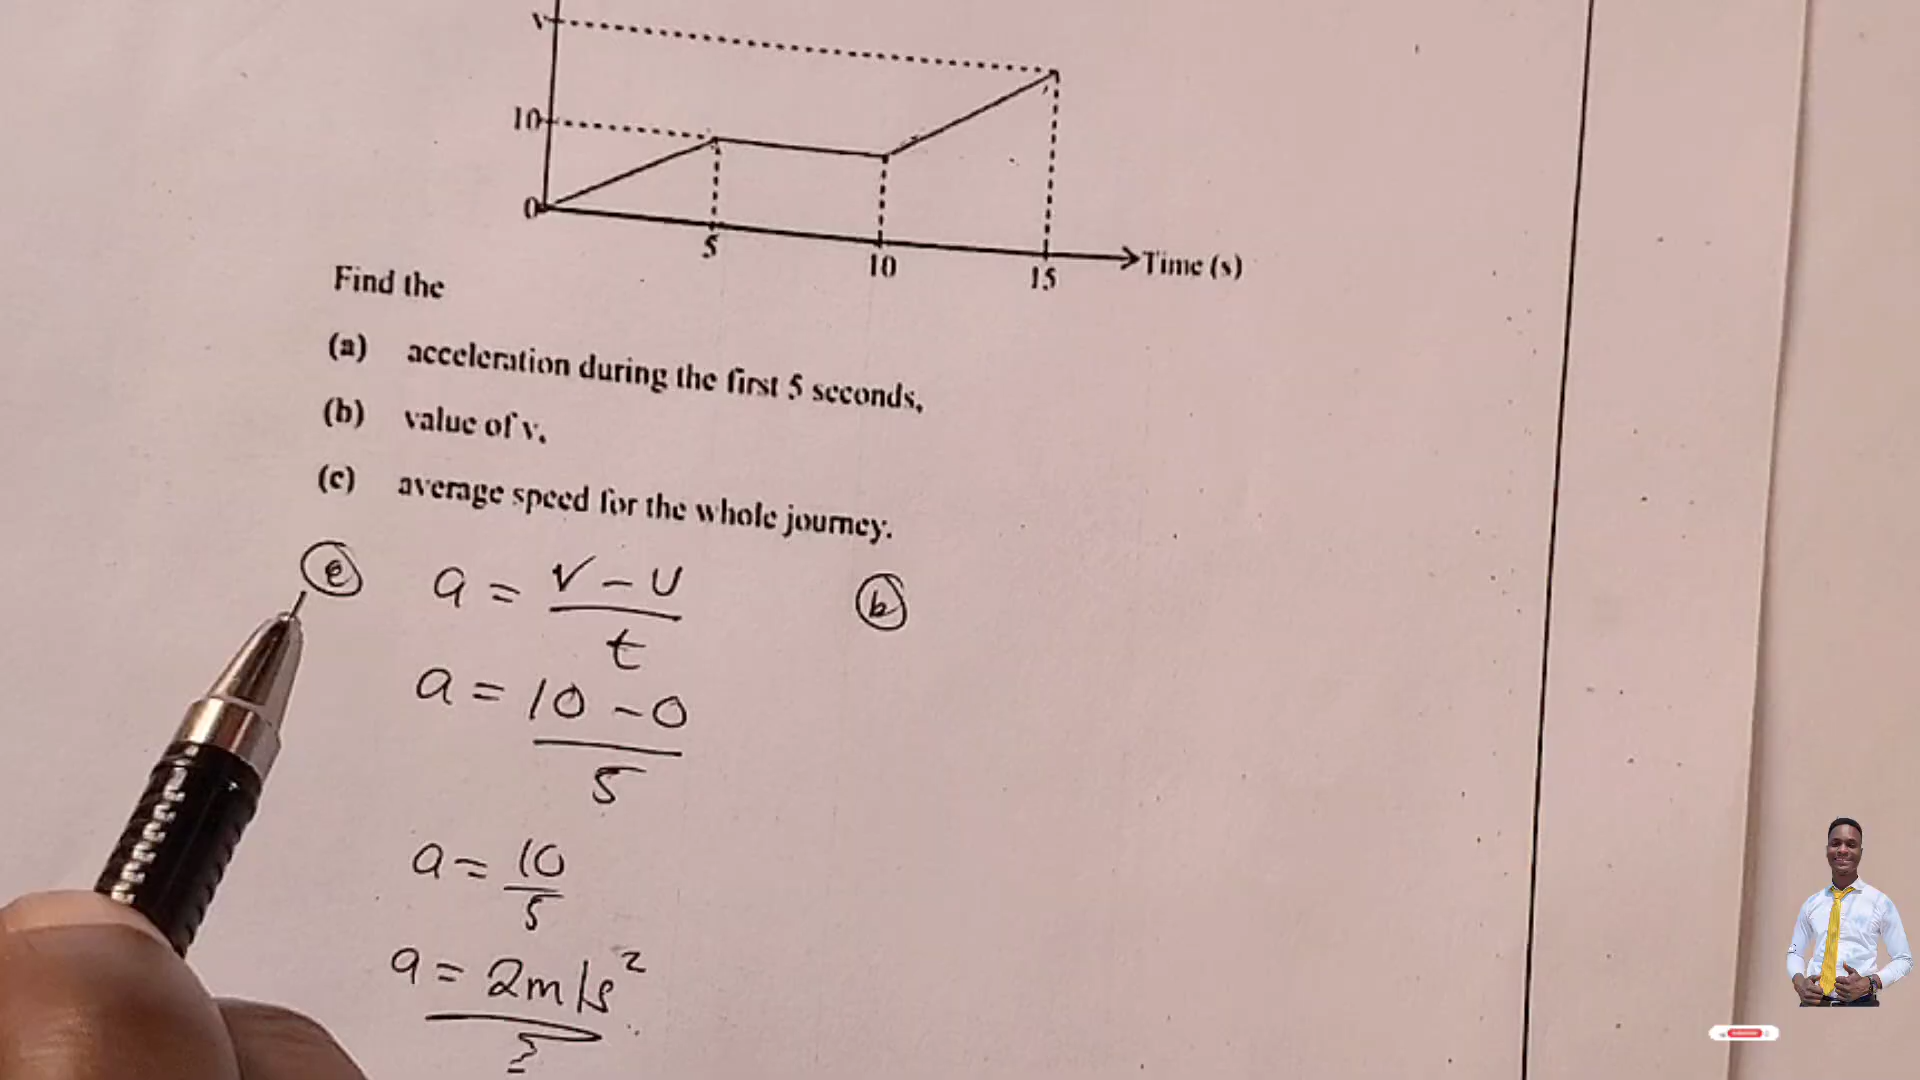 v
10
0
5
10
15
Time (s)
Find the
(a) acceleration during the first 5 seconds,
(b) value of v,
(c) average speed for the whole journey.
a = v - u
t
(b)
a = 10 - 0
5
a = 10
5
a = 2m/s²